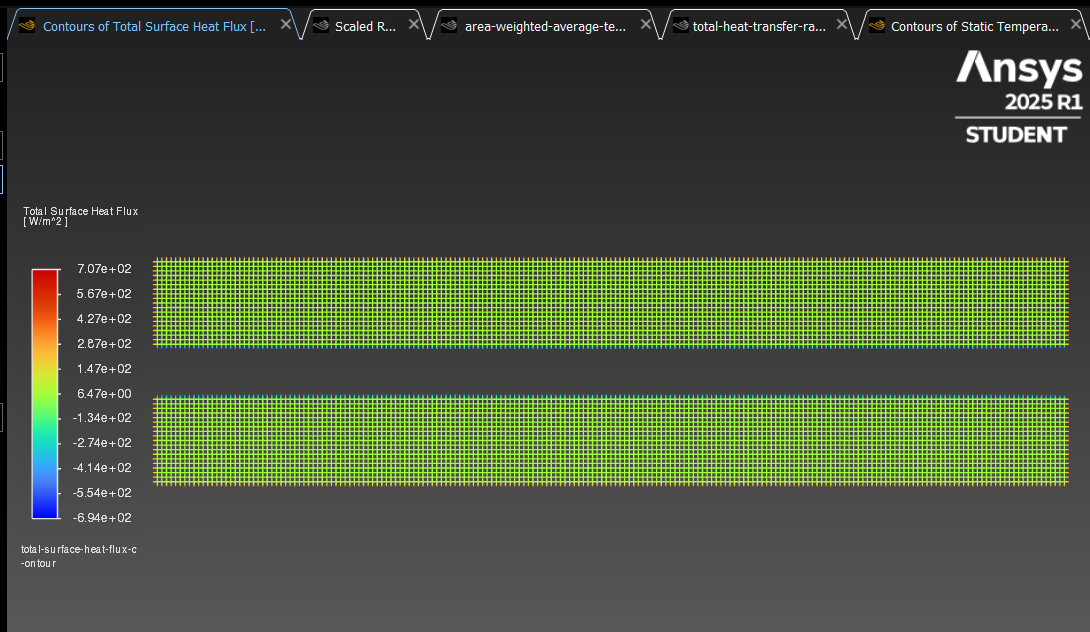 Contours of Total Surface Heat Flux [...
Scaled R...
area-weighted-average-te...
total-heat-transfer-ra...
Contours of Static Tempera...
Ansys
2025 R1
STUDENT
Total Surface Heat Flux
[ W/m^2 ]
7.07e+02
5.67e+02
4.27e+02
2.87e+02
1.47e+02
6.47e+00
-1.34e+02
-2.74e+02
-4.14e+02
-5.54e+02
-6.94e+02
total-surface-heat-flux-c
-ontour